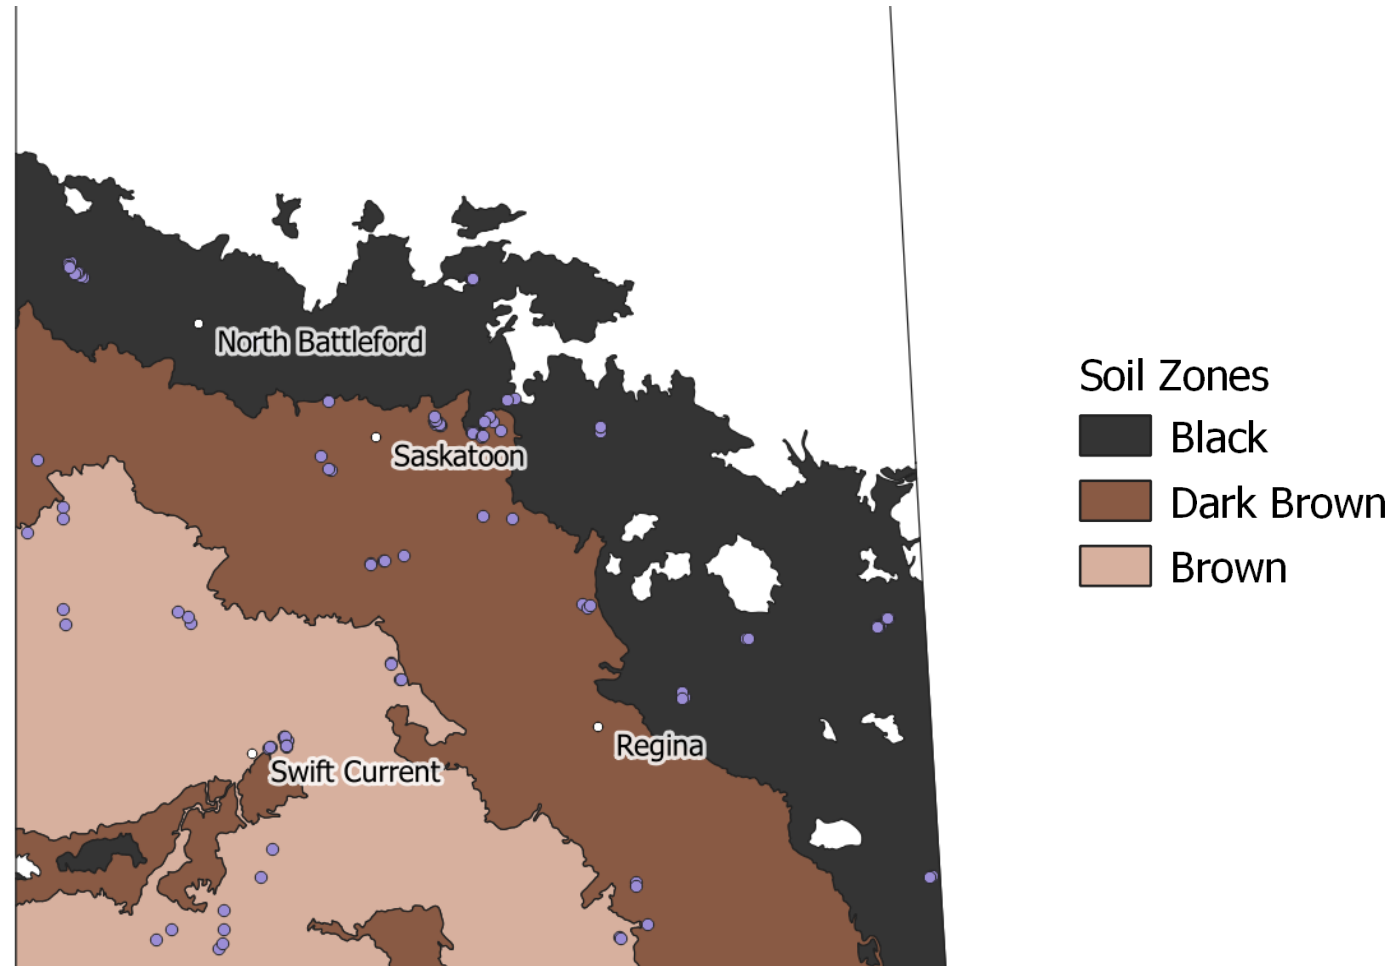 North Battleford
Soil Zones
Black
Saskatoon
Dark Brown
Brown
Regina
Swift Current